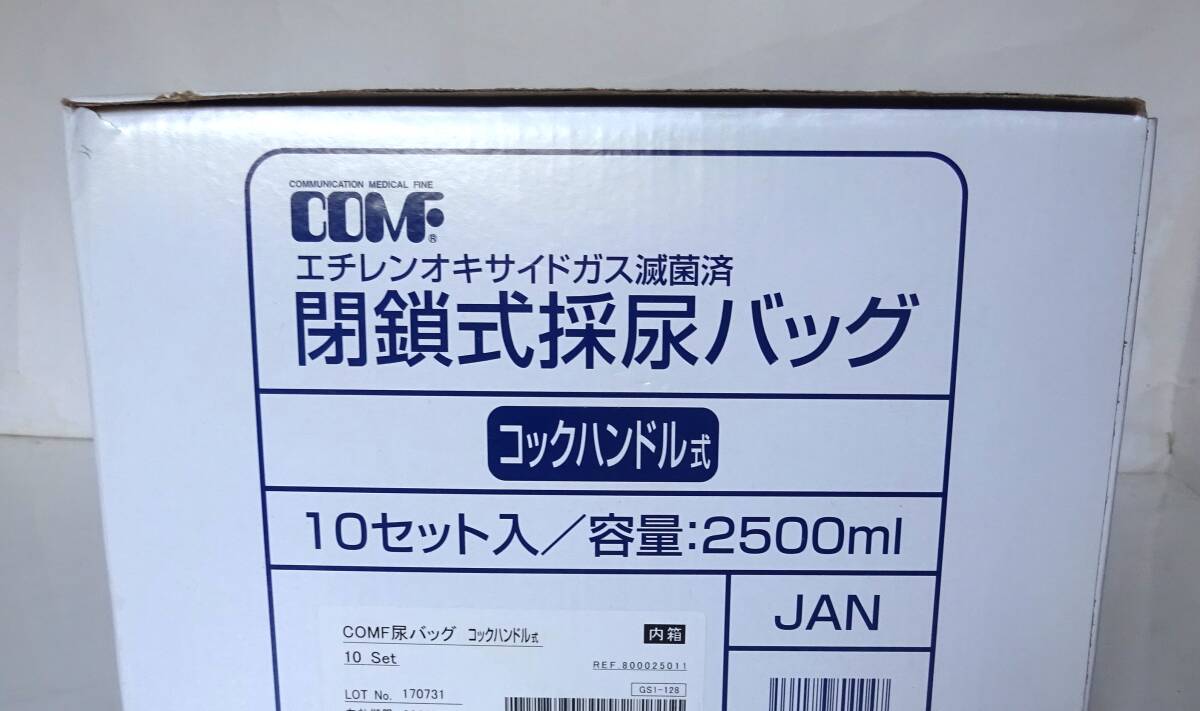 COMMUNICATION MEDICAL FINE
COMF®
エチレンオキサイドガス滅菌済
閉鎖式採尿バッグ
コックハンドル式
10セット入／容量：2500ml
JAN
COMF尿バッグ コックハンドル式
内箱
10 Set
REF.800025011
GS1-128
LOT No. 170731